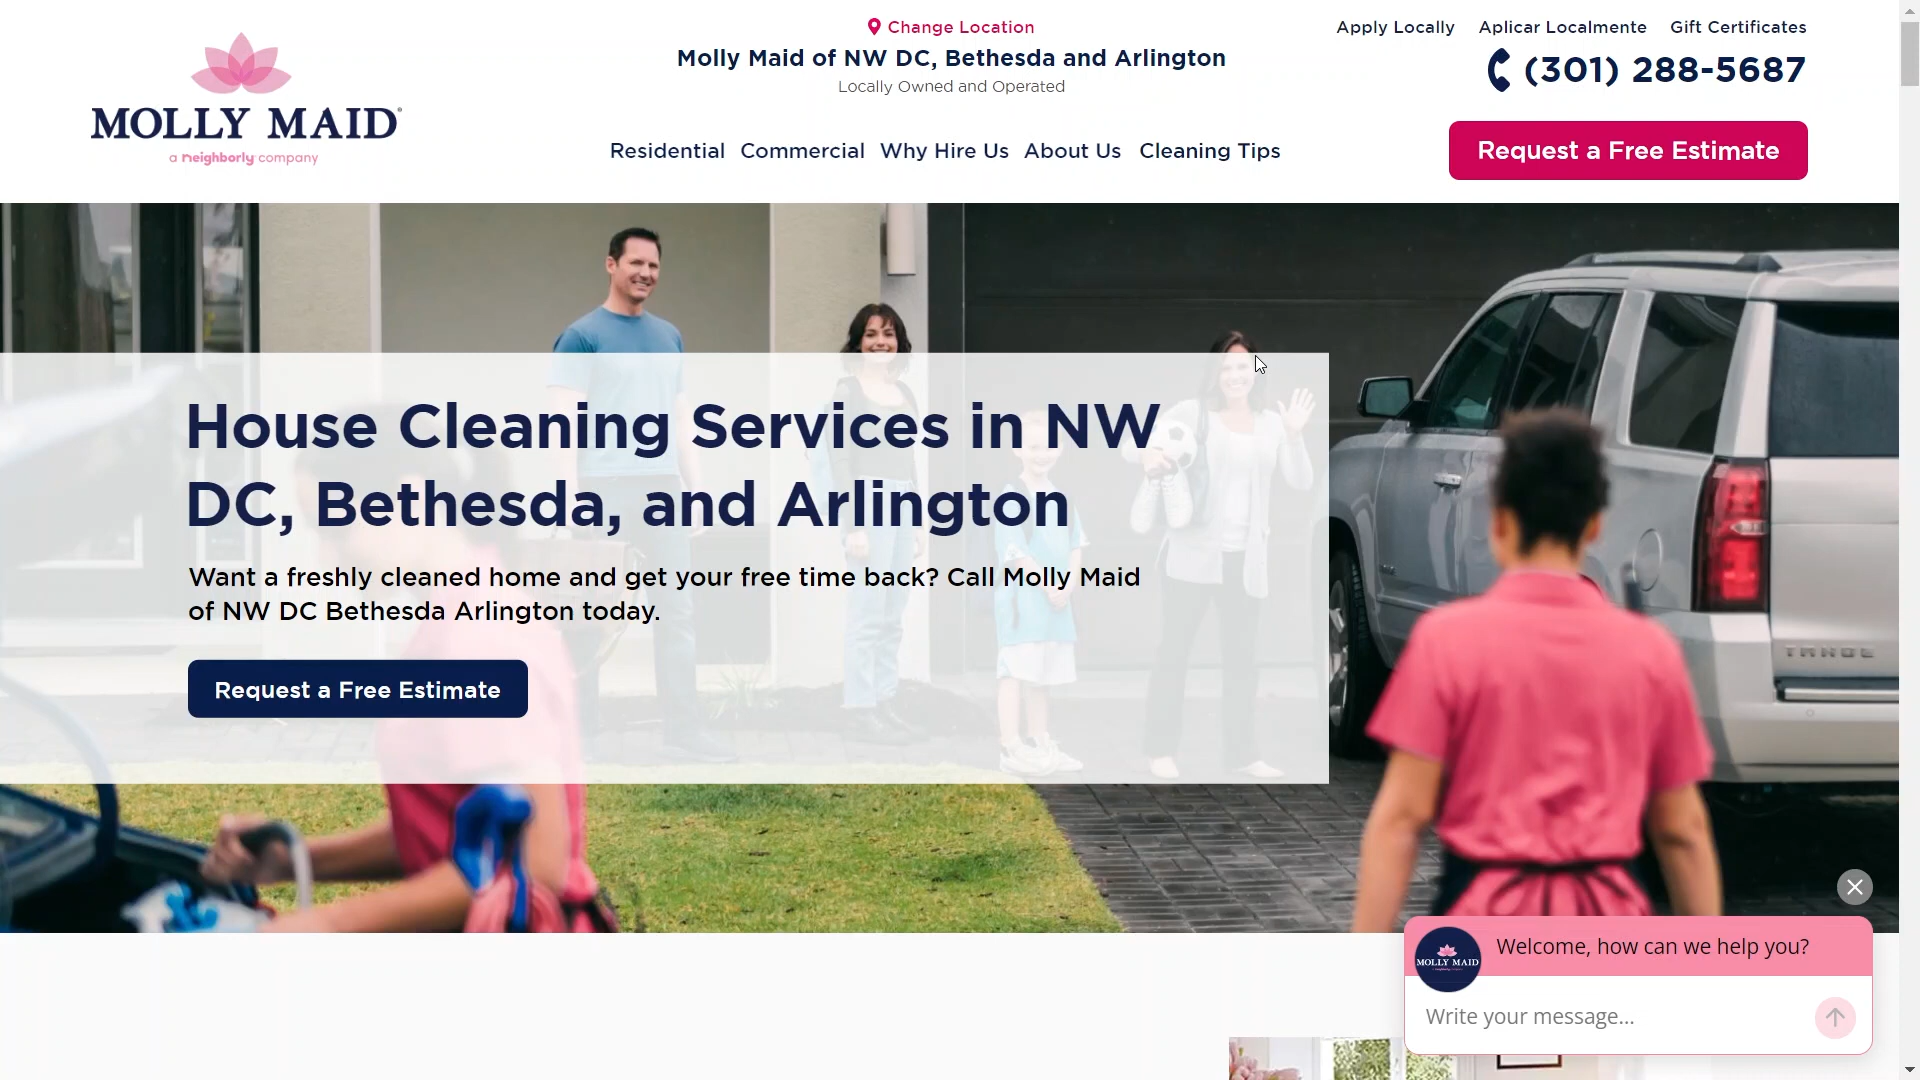 Change Location
Apply Locally
Aplicar Localmente
Gift Certificates
Molly Maid of NW DC, Bethesda and Arlington
(301) 288-5687
Locally Owned and Operated
MOLLY MAID
a neighborly company
Residential
Commercial
Why Hire Us
About Us
Cleaning Tips
Request a Free Estimate
House Cleaning Services in NW
DC, Bethesda, and Arlington
Want a freshly cleaned home and get your free time back? Call Molly Maid
of NW DC Bethesda Arlington today.
Request a Free Estimate
TAHOE
Welcome, how can we help you?
MOLLY MAID
Write your message...